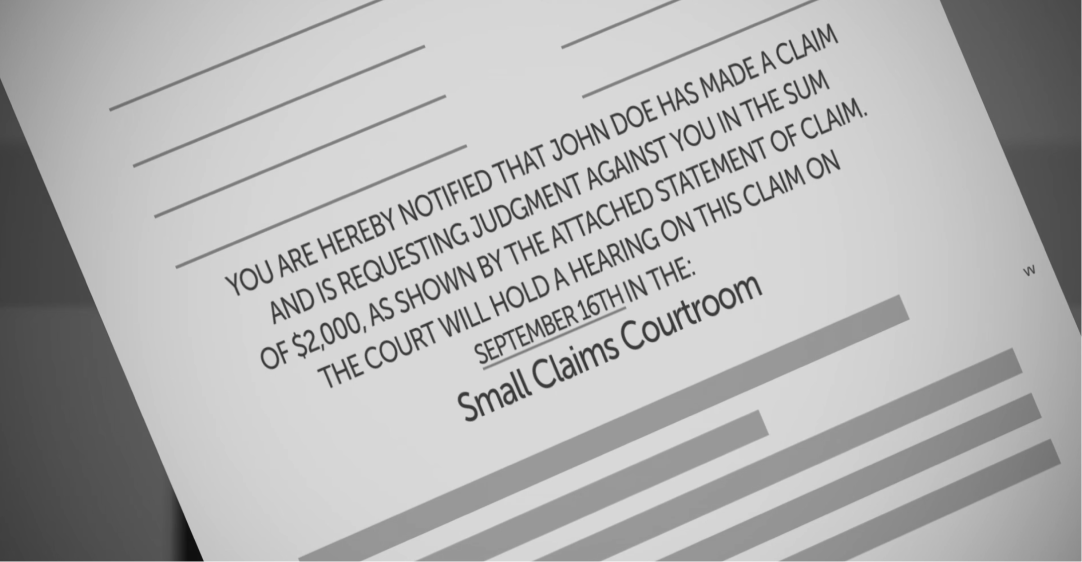 YOU ARE HEREBY NOTIFIED THAT JOHN DOE HAS MADE A CLAIM
AND IS REQUESTING JUDGMENT AGAINST YOU IN THE SUM
OF $2,000, AS SHOWN BY THE ATTACHED STATEMENT OF CLAIM.
THE COURT WILL HOLD A HEARING ON THIS CLAIM ON
SEPTEMBER 16TH IN THE:
Small Claims Courtroom
W